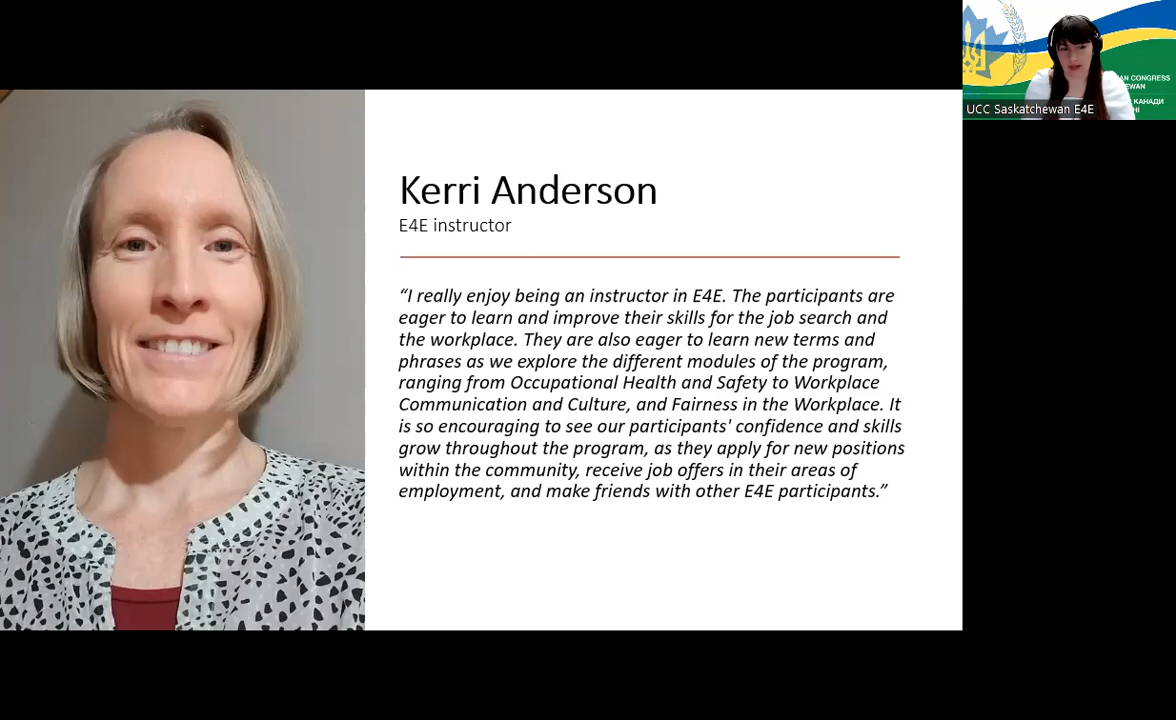 Kerri Anderson
E4E instructor
“I really enjoy being an instructor in E4E. The participants are
eager to learn and improve their skills for the job search and
the workplace. They are also eager to learn new terms and
phrases as we explore the different modules of the program,
ranging from Occupational Health and Safety to Workplace
Communication and Culture, and Fairness in the Workplace. It
is so encouraging to see our participants' confidence and skills
grow throughout the program, as they apply for new positions
within the community, receive job offers in their areas of
employment, and make friends with other E4E participants.”
AN CONGRESS
EWAN
КАНАДИ
НІ
UCC Saskatchewan E4E